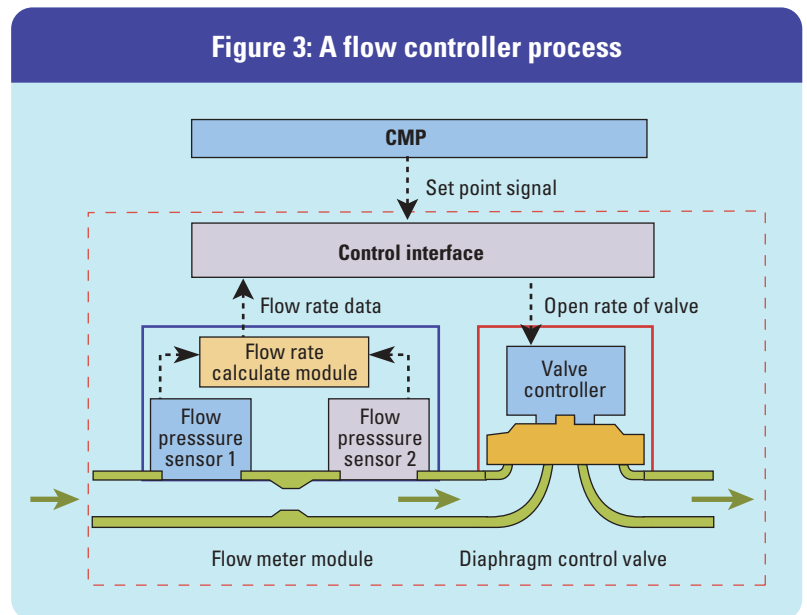 Figure 3: A flow controller process
CMP
Set point signal
Control interface
Flow rate data
Open rate of valve
Flow rate
calculate module
Valve
controller
Flow
presssure
sensor 1
Flow
presssure
sensor 2
Flow meter module
Diaphragm control valve